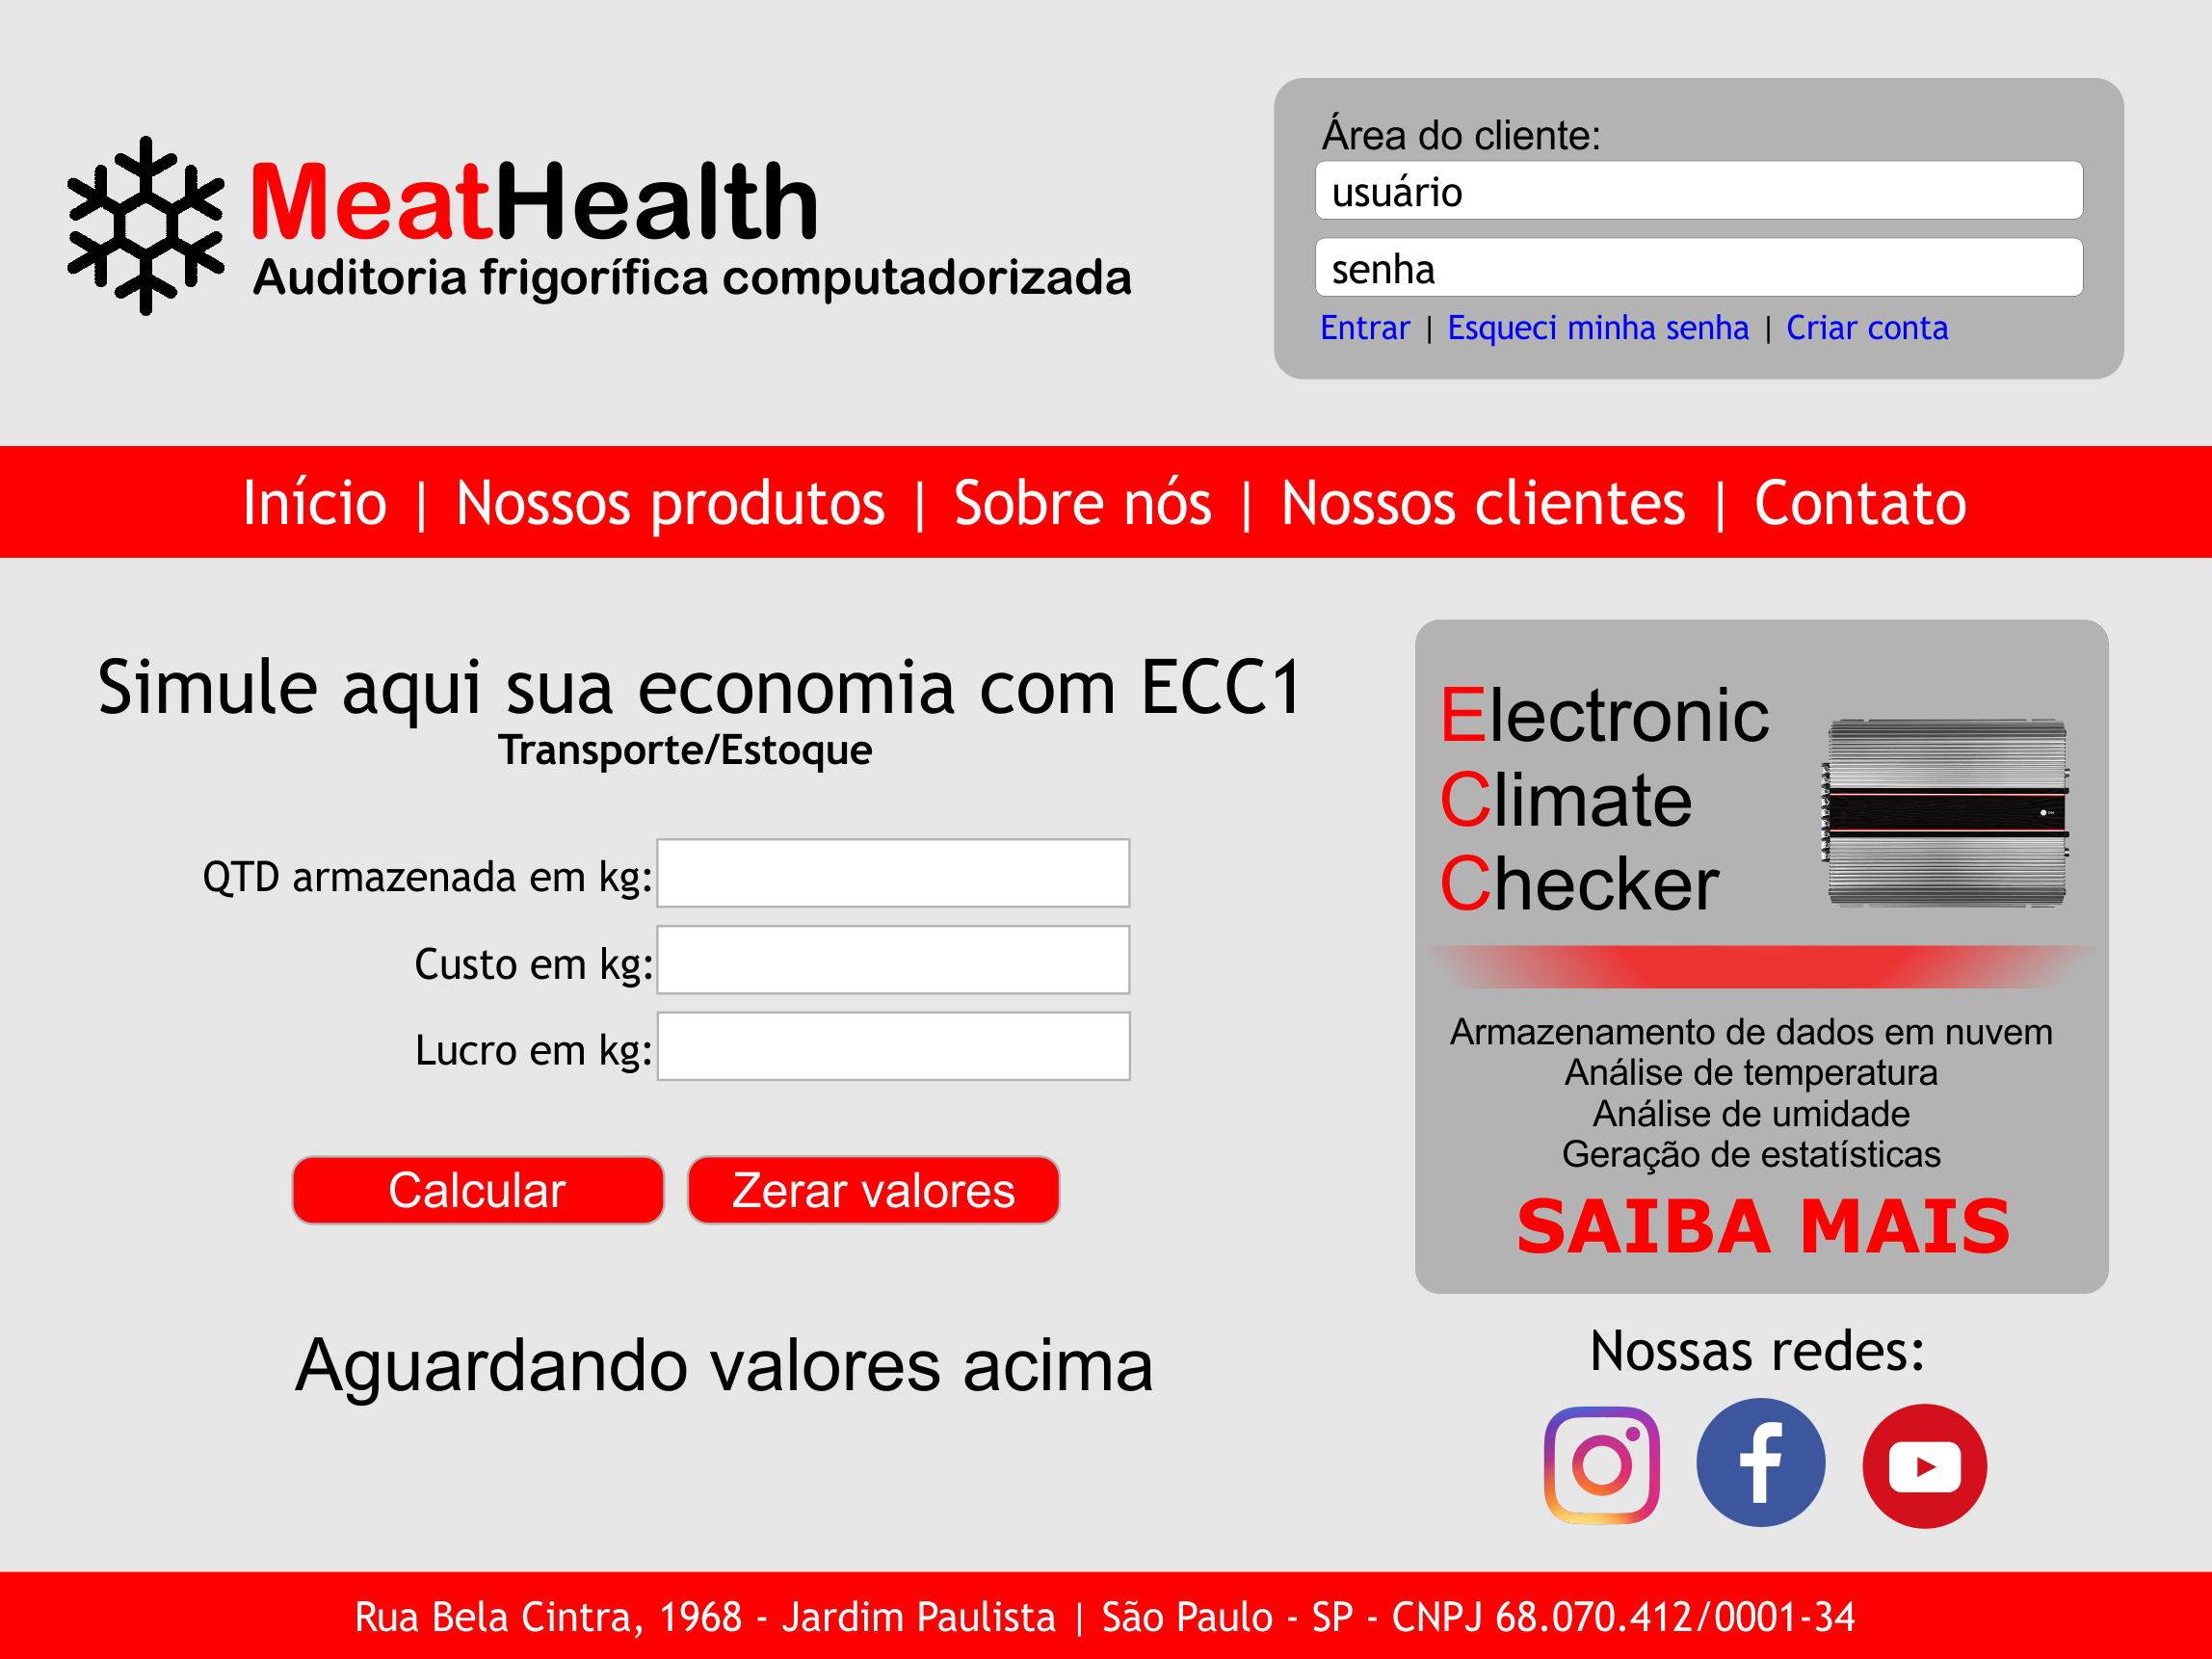 MeatHealth
Auditoria frigorífica computadorizada
Área do cliente:
usuário
senha
Entrar | Esqueci minha senha | Criar conta
Início | Nossos produtos | Sobre nós | Nossos clientes | Contato
Simule aqui sua economia com ECC1
Transporte/Estoque
QTD armazenada em kg:
Custo em kg:
Lucro em kg:
Calcular
Zerar valores
Aguardando valores acima
Electronic
Climate
Checker
Armazenamento de dados em nuvem
Análise de temperatura
Análise de umidade
Geração de estatísticas
SAIBA MAIS
Nossas redes:
Rua Bela Cintra, 1968 - Jardim Paulista | São Paulo - SP - CNPJ 68.070.412/0001-34